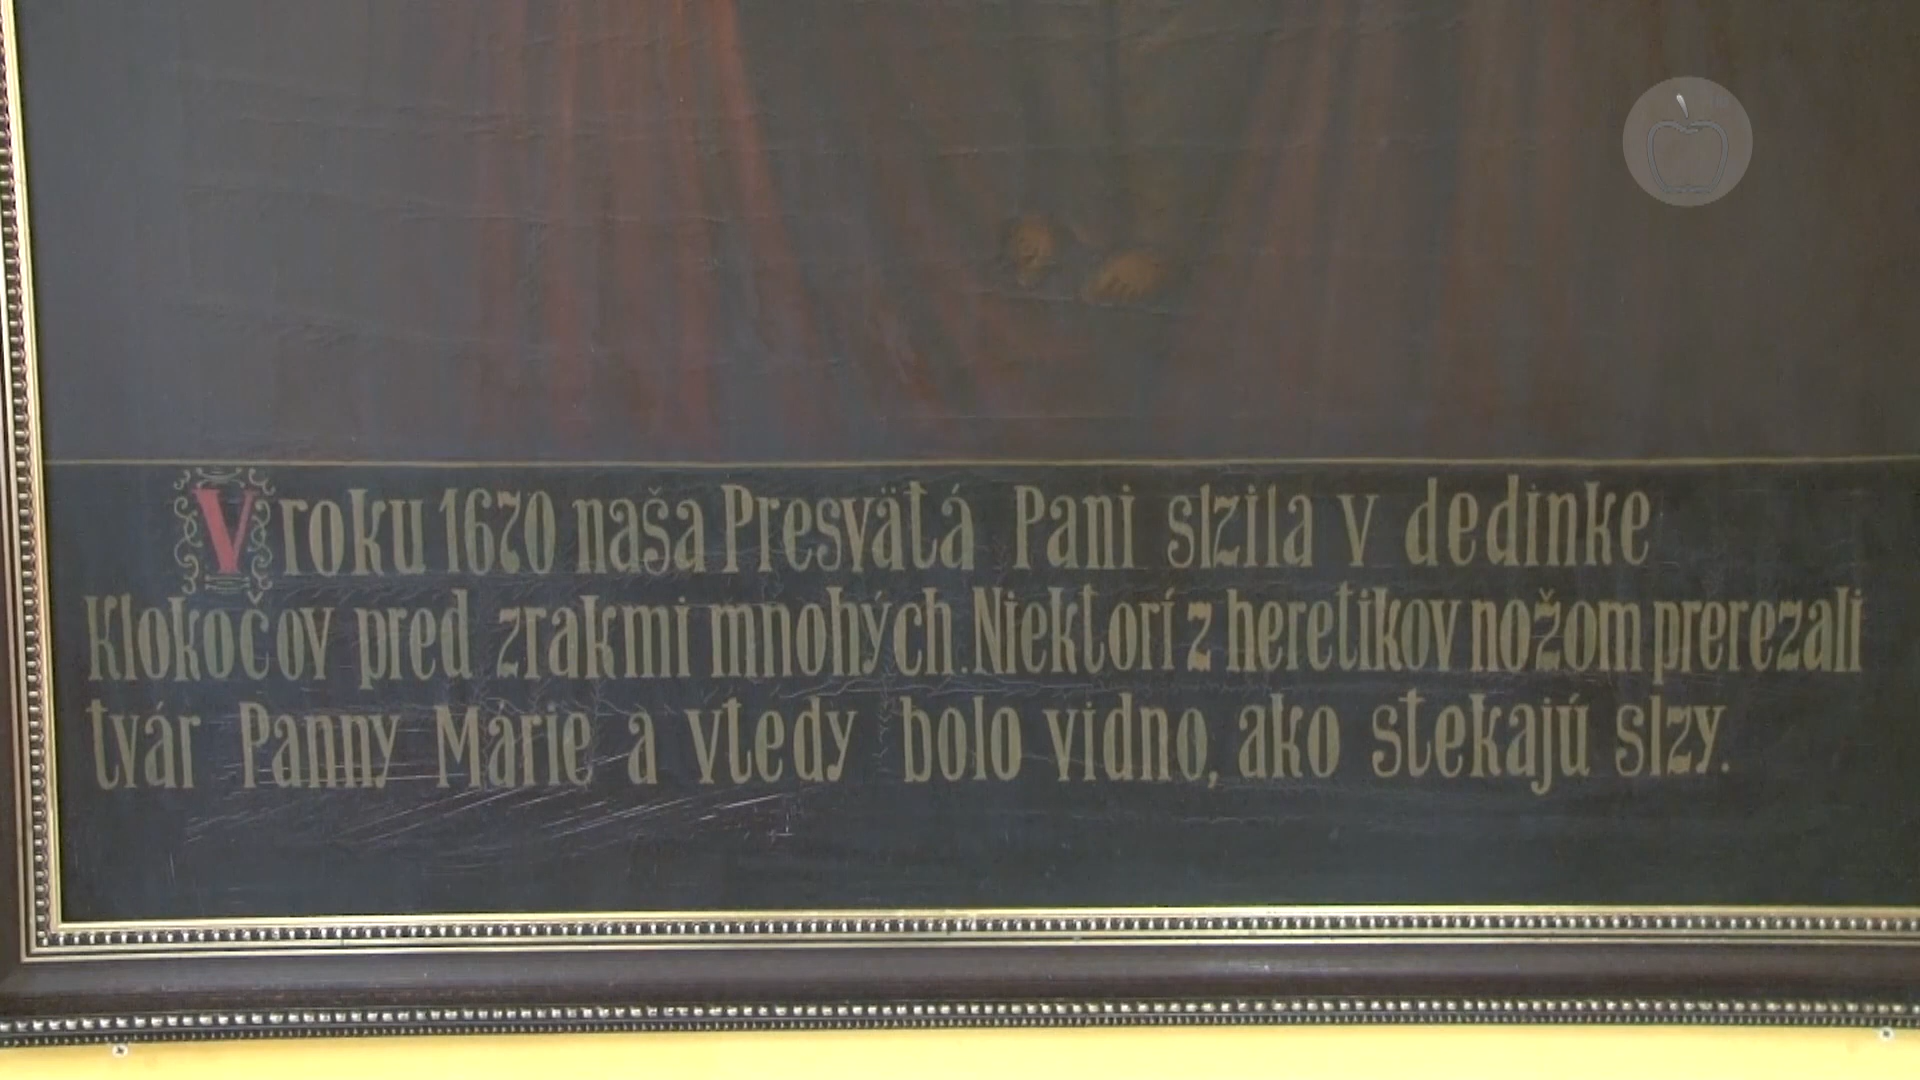 V roku 1670 naša Presvätá Pani slzila v dedinke
Klokočov pred zrakmi mnohých. Niektorí z heretikov nožom prerezali
tvár Panny Márie a vtedy bolo vidno, ako stekajú slzy.